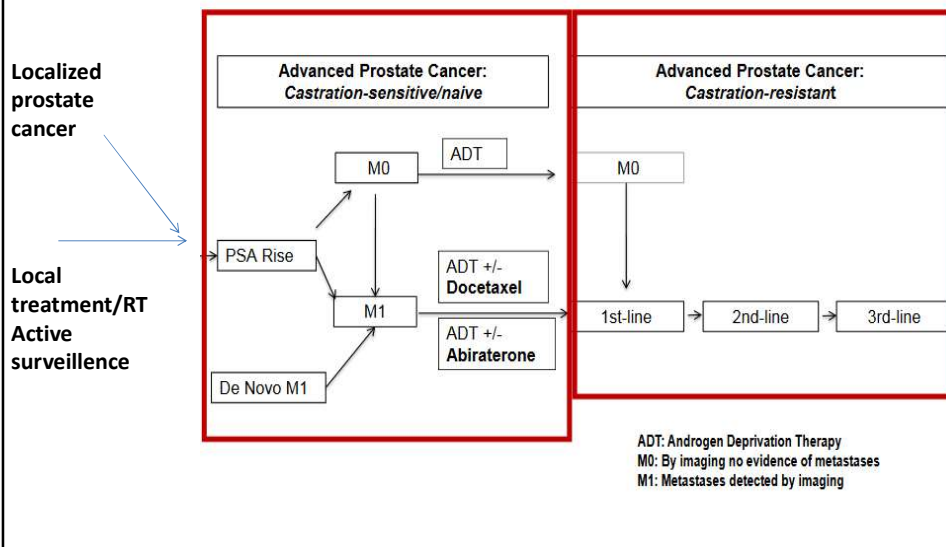 Localized
prostate
cancer
Local
treatment/RT
Active
surveillence
Advanced Prostate Cancer:
Castration-sensitive/naive
M0
ADT
PSA Rise
M1
De Novo M1
ADT +/-
Docetaxel
ADT +/-
Abiraterone
Advanced Prostate Cancer:
Castration-resistant
M0
1st-line
2nd-line
3rd-line
ADT: Androgen Deprivation Therapy
M0: By imaging no evidence of metastases
M1: Metastases detected by imaging